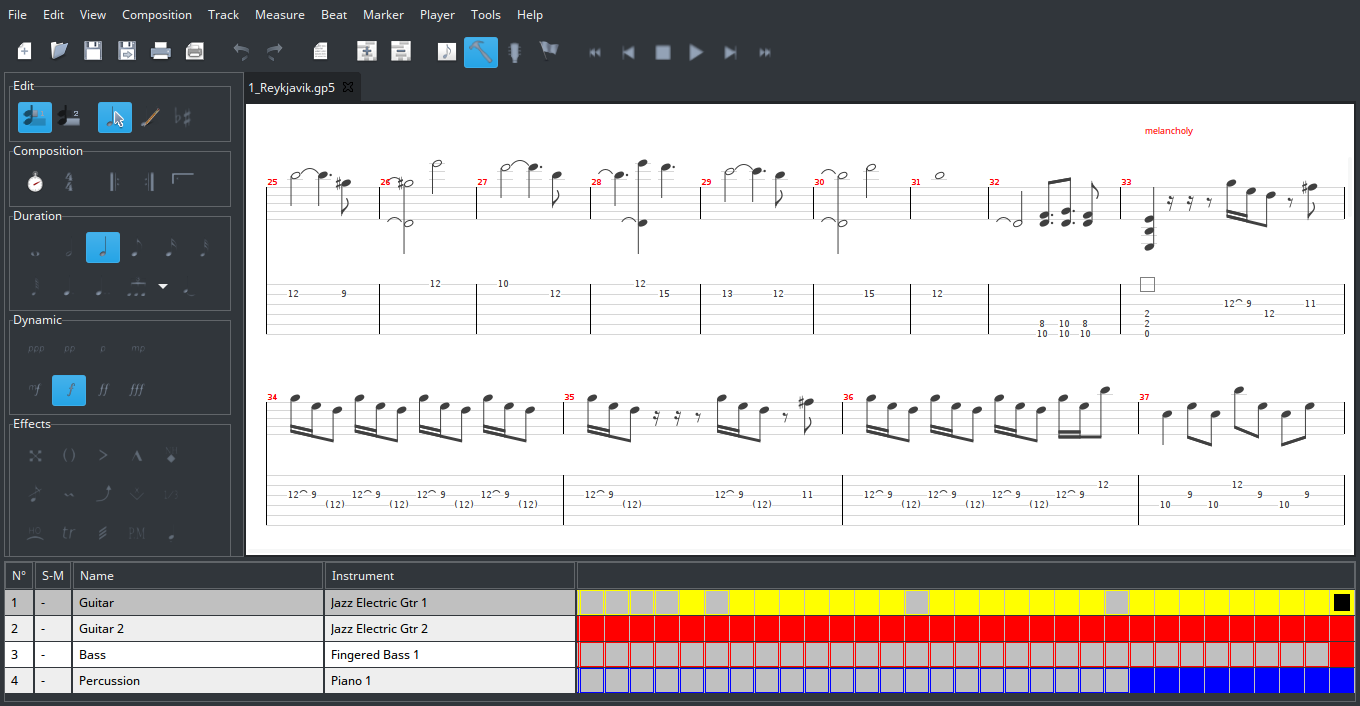 File Edit View Composition Track Measure Beat Marker Player Tools Help
Edit
1_Reykjavik.gp5
2
Composition
Duration
Dynamic
ppp pp p mp
mf f ff fff
Effects
HO tr P.M
melancholy
25 26 27 28 29 30 31 32 33
12 9 12 10 12 12 15 13 12 15 12 8 10 8 10 10 10 2 2 0 12 9 12 11
34 35 36 37
12 9 (12) 12 9 (12) 12 9 (12) 12 9 (12) 12 9 (12) 12 9 (12) 11 12 9 (12) 12 9 (12) 12 9 (12) 12 9 12 10 9 10 12 9 10 9
N° S-M Name Instrument
1 - Guitar Jazz Electric Gtr 1
2 - Guitar 2 Jazz Electric Gtr 2
3 - Bass Fingered Bass 1
4 - Percussion Piano 1